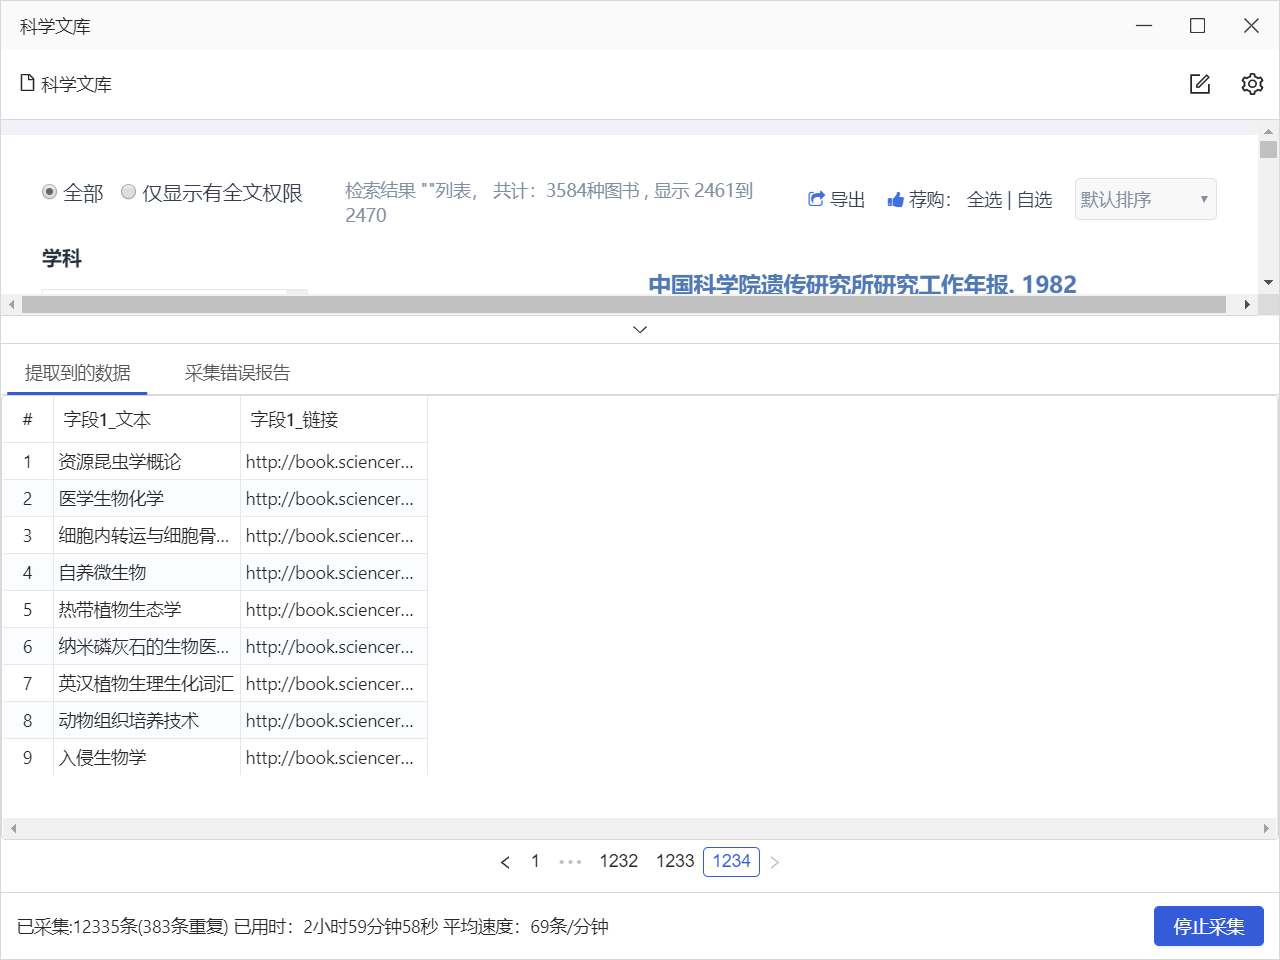 科学文库
科学文库
全部 仅显示有全文权限
检索结果 ""列表， 共计：3584种图书 , 显示 2461到
2470
导出 荐购： 全选 | 自选 默认排序
学科
中国科学院遗传研究所研究工作年报. 1982
提取到的数据 采集错误报告
# 字段1_文本 字段1_链接
1 资源昆虫学概论 http://book.sciencer...
2 医学生物化学 http://book.sciencer...
3 细胞内转运与细胞骨... http://book.sciencer...
4 自养微生物 http://book.sciencer...
5 热带植物生态学 http://book.sciencer...
6 纳米磷灰石的生物医... http://book.sciencer...
7 英汉植物生理生化词汇 http://book.sciencer...
8 动物组织培养技术 http://book.sciencer...
9 入侵生物学 http://book.sciencer...
< 1 ••• 1232 1233 1234 >
已采集:12335条(383条重复) 已用时：2小时59分钟58秒 平均速度：69条/分钟
停止采集